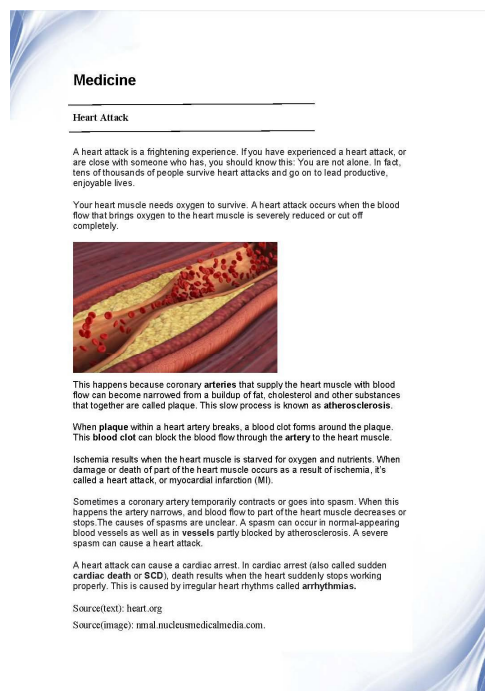 Medicine
Heart Attack
A heart attack is a frightening experience. If you have experienced a heart attack, or
are close with someone who has, you should know this: You are not alone. In fact,
tens of thousands of people survive heart attacks and go on to lead productive,
enjoyable lives.
Your heart muscle needs oxygen to survive. A heart attack occurs when the blood
flow that brings oxygen to the heart muscle is severely reduced or cut off
completely.
This happens because coronary arteries that supply the heart muscle with blood
flow can become narrowed from a buildup of fat, cholesterol and other substances
that together are called plaque. This slow process is known as atherosclerosis.
When plaque within a heart artery breaks, a blood clot forms around the plaque.
This blood clot can block the blood flow through the artery to the heart muscle.
Ischemia results when the heart muscle is starved for oxygen and nutrients. When
damage or death of part of the heart muscle occurs as a result of ischemia, it's
called a heart attack, or myocardial infarction (MI).
Sometimes a coronary artery temporarily contracts or goes into spasm. When this
happens the artery narrows, and blood flow to part of the heart muscle decreases or
stops.The causes of spasms are unclear. A spasm can occur in normal-appearing
blood vessels as well as in vessels partly blocked by atherosclerosis. A severe
spasm can cause a heart attack.
A heart attack can cause a cardiac arrest. In cardiac arrest (also called sudden
cardiac death or SCD), death results when the heart suddenly stops working
properly. This is caused by irregular heart rhythms called arrhythmias.
Source(text): heart.org
Source(image): nmal.nucleusmedicalmedia.com.